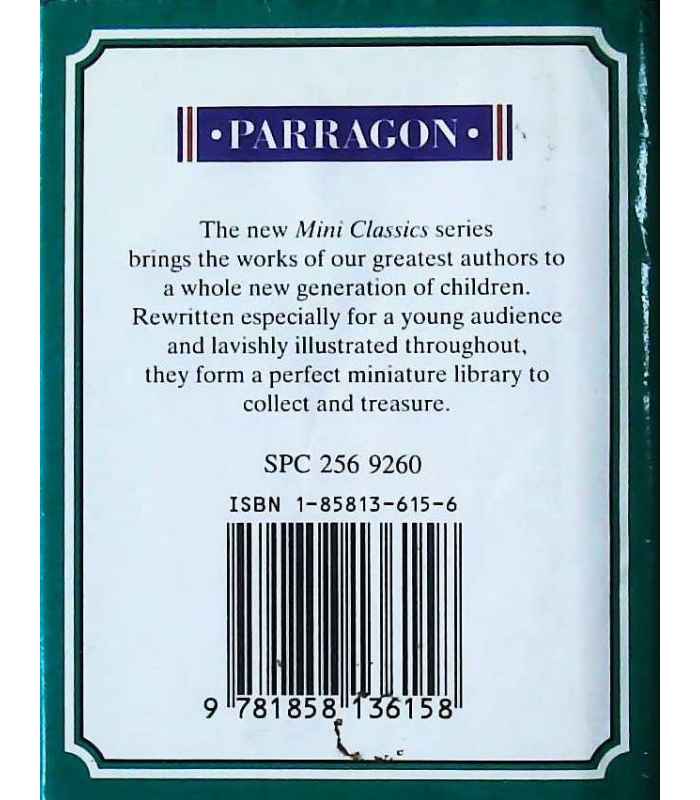 • PARRAGON •
The new Mini Classics series
brings the works of our greatest authors to
a whole new generation of children.
Rewritten especially for a young audience
and lavishly illustrated throughout,
they form a perfect miniature library to
collect and treasure.
SPC 256 9260
ISBN 1-85813-615-6
9 781858 136158